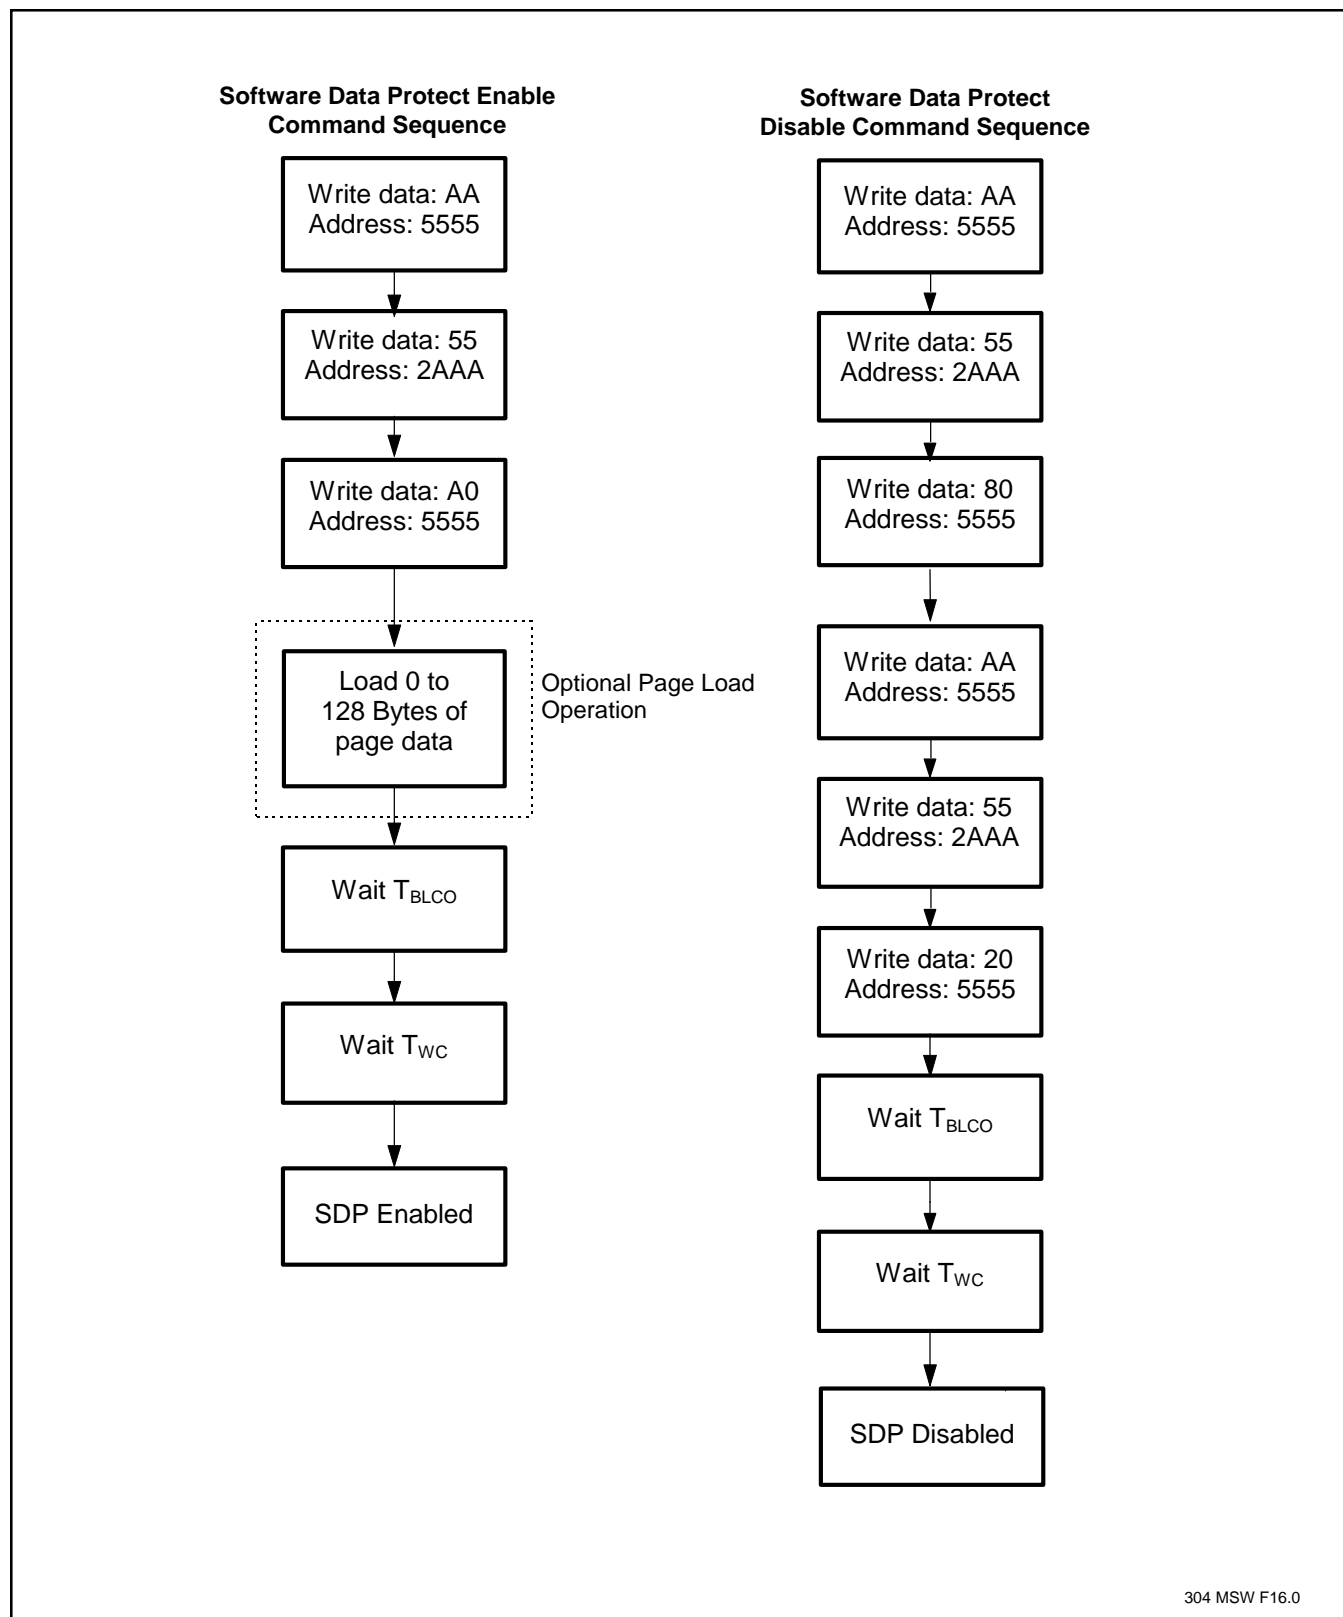 Software Data Protect Enable
Command Sequence
Write data: AA
Address: 5555
Write data: 55
Address: 2AAA
Write data: A0
Address: 5555
Load 0 to
128 Bytes of
page data
Optional Page Load
Operation
Wait TBLCO
Wait TWC
SDP Enabled
Software Data Protect
Disable Command Sequence
Write data: AA
Address: 5555
Write data: 55
Address: 2AAA
Write data: 80
Address: 5555
Write data: AA
Address: 5555
Write data: 55
Address: 2AAA
Write data: 20
Address: 5555
Wait TBLCO
Wait TWC
SDP Disabled
304 MSW F16.0